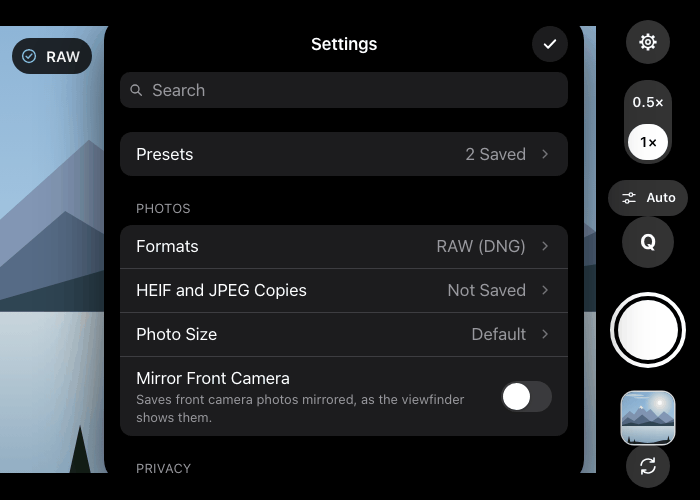 RAW
Settings
Search
Presets 2 Saved
PHOTOS
Formats RAW (DNG)
HEIF and JPEG Copies Not Saved
Photo Size Default
Mirror Front Camera
Saves front camera photos mirrored, as the viewfinder
shows them.
PRIVACY
0.5×
1×
Auto
Q